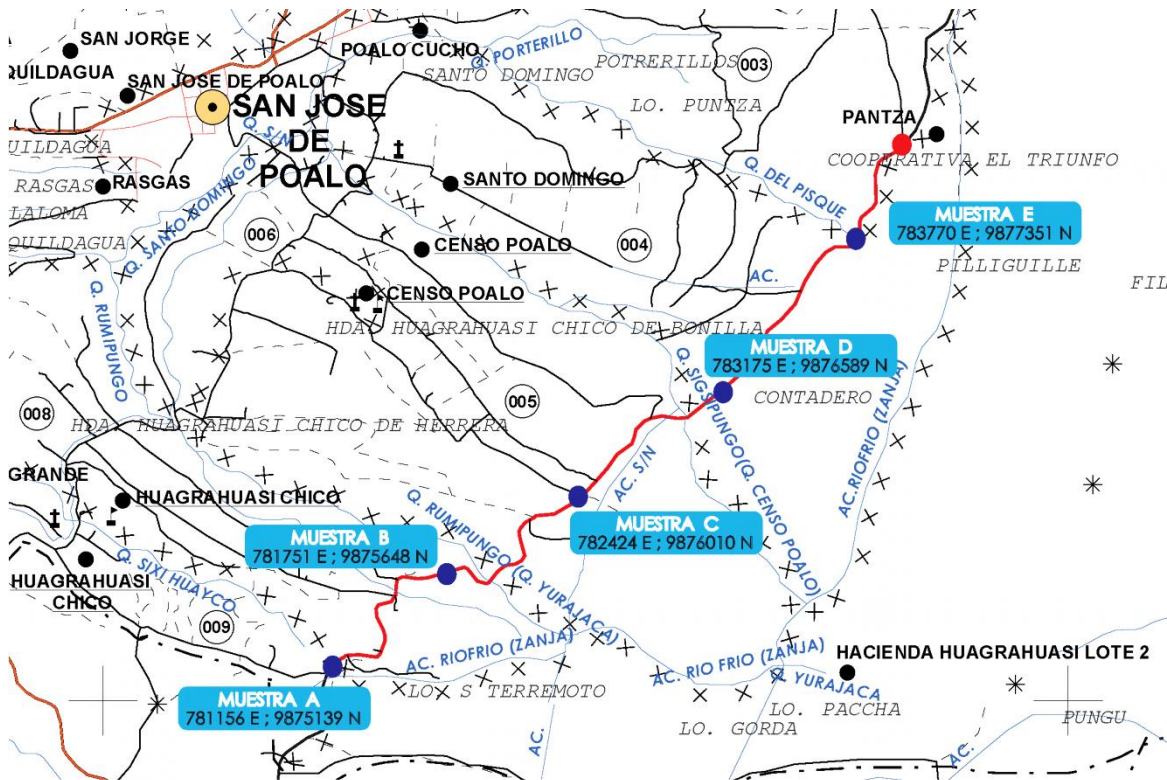 SAN JORGE
QUILDAGUA
SAN JOSE DE POALO
SAN JOSE
DE
POALO
POALO CUCHO
Q. PORTERILLO
SANTO DOMINGO
POTRERILLOS
003
LO. PUNTZA
PANTZA
COOPERATIVA EL TRIUNFO
UILDAGUA
RASGAS
RASGAS
LALOMA
QUILDAGUA
Q. S/N
Q. SANTO DOMINGO
SANTO DOMINGO
Q. DEL PISQUE
MUESTRA E
783770 E ; 9877351 N
PILLIGUILLE
FIL
006
CENSO POALO
004
AC.
CENSO POALO
Q. RUMIPUNGO
HDA. HUAGRAHUASI CHICO DE BONILLA
MUESTRA D
783175 E ; 9876589 N
CONTADERO
Q. SIGSIPUNGO(Q. CENSO POALO)
AC.RIOFRIO (ZANJA)
005
008
HDA. HUAGRAHUASI CHICO DE HERRERA
GRANDE
HUAGRAHUASI CHICO
AC. S/N
MUESTRA C
782424 E ; 9876010 N
MUESTRA B
781751 E ; 9875648 N
Q. RUMIPUNGO (Q. YURAJACA)
HUAGRAHUASI
CHICO
Q. SIXI HUAYCO
009
AC. RIOFRIO (ZANJA)
AC. RIO FRIO (ZANJA)
HACIENDA HUAGRAHUASI LOTE 2
Q. YURAJACA
MUESTRA A
781156 E ; 9875139 N
LO. S TERREMOTO
LO. PACCHA
LO. GORDA
PUNGU
AC.
AC.